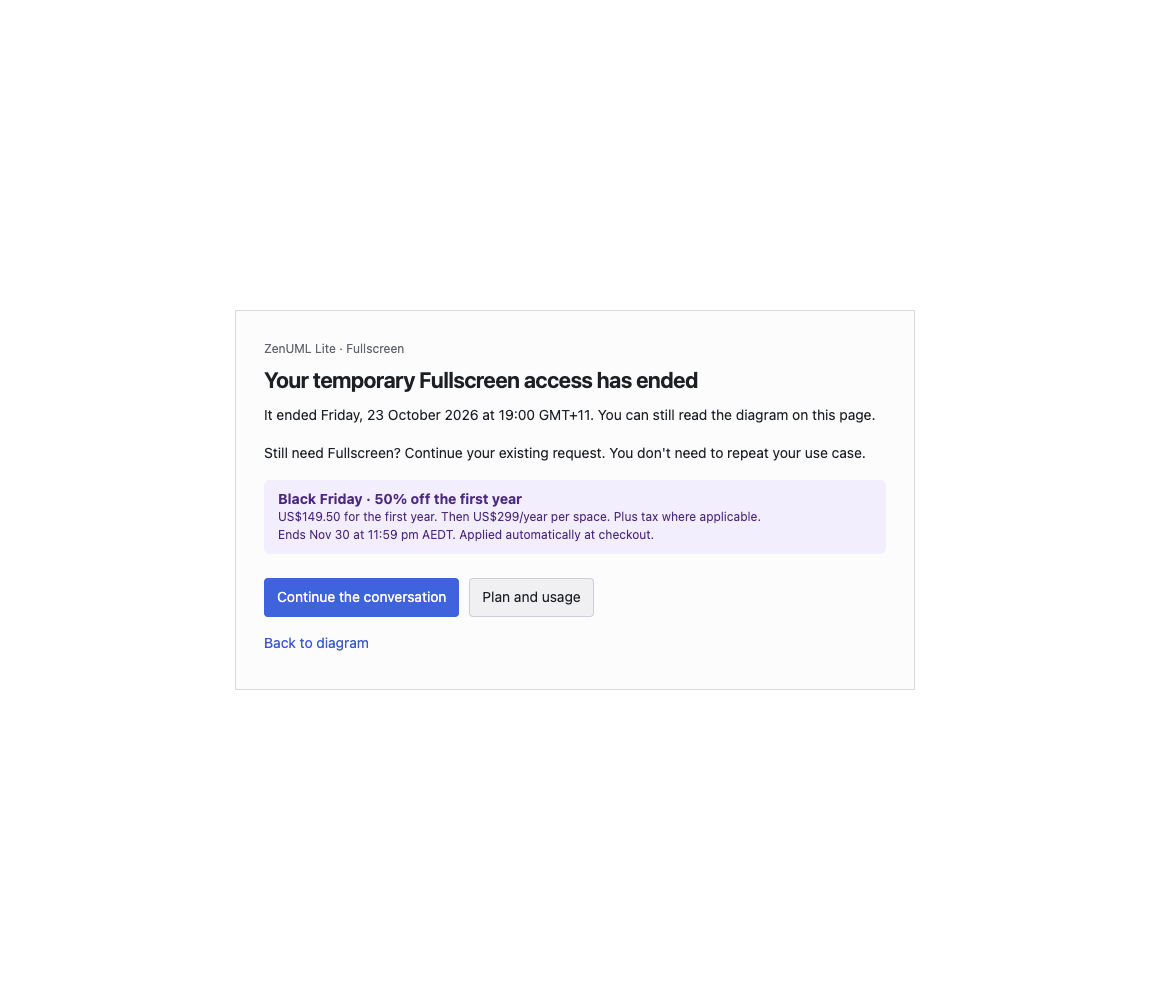 ZenUML Lite · Fullscreen
Your temporary Fullscreen access has ended
It ended Friday, 23 October 2026 at 19:00 GMT+11. You can still read the diagram on this page.
Still need Fullscreen? Continue your existing request. You don't need to repeat your use case.
Black Friday · 50% off the first year
US$149.50 for the first year. Then US$299/year per space. Plus tax where applicable.
Ends Nov 30 at 11:59 pm AEDT. Applied automatically at checkout.
Continue the conversation
Plan and usage
Back to diagram